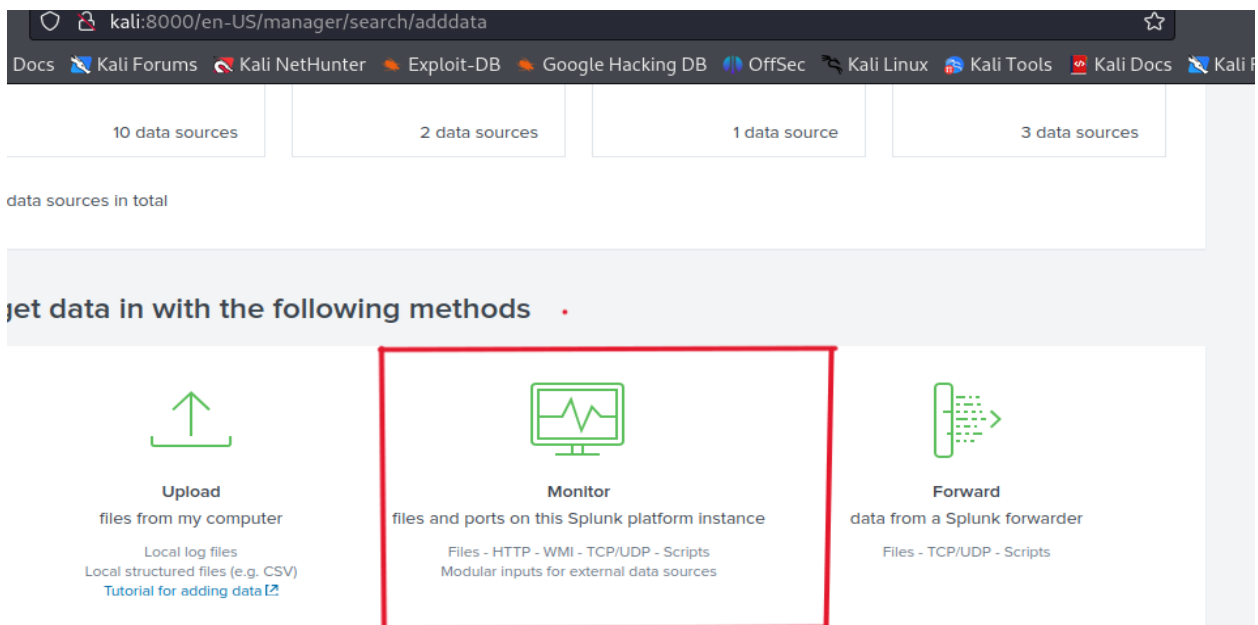 kali:8000/en-US/manager/search/adddata
Docs Kali Forums Kali NetHunter Exploit-DB Google Hacking DB OffSec Kali Linux Kali Tools Kali Docs Kali F
10 data sources 2 data sources 1 data source 3 data sources
data sources in total
get data in with the following methods
Upload
files from my computer
Local log files
Local structured files (e.g. CSV)
Tutorial for adding data
Monitor
files and ports on this Splunk platform instance
Files - HTTP - WMI - TCP/UDP - Scripts
Modular inputs for external data sources
Forward
data from a Splunk forwarder
Files - TCP/UDP - Scripts